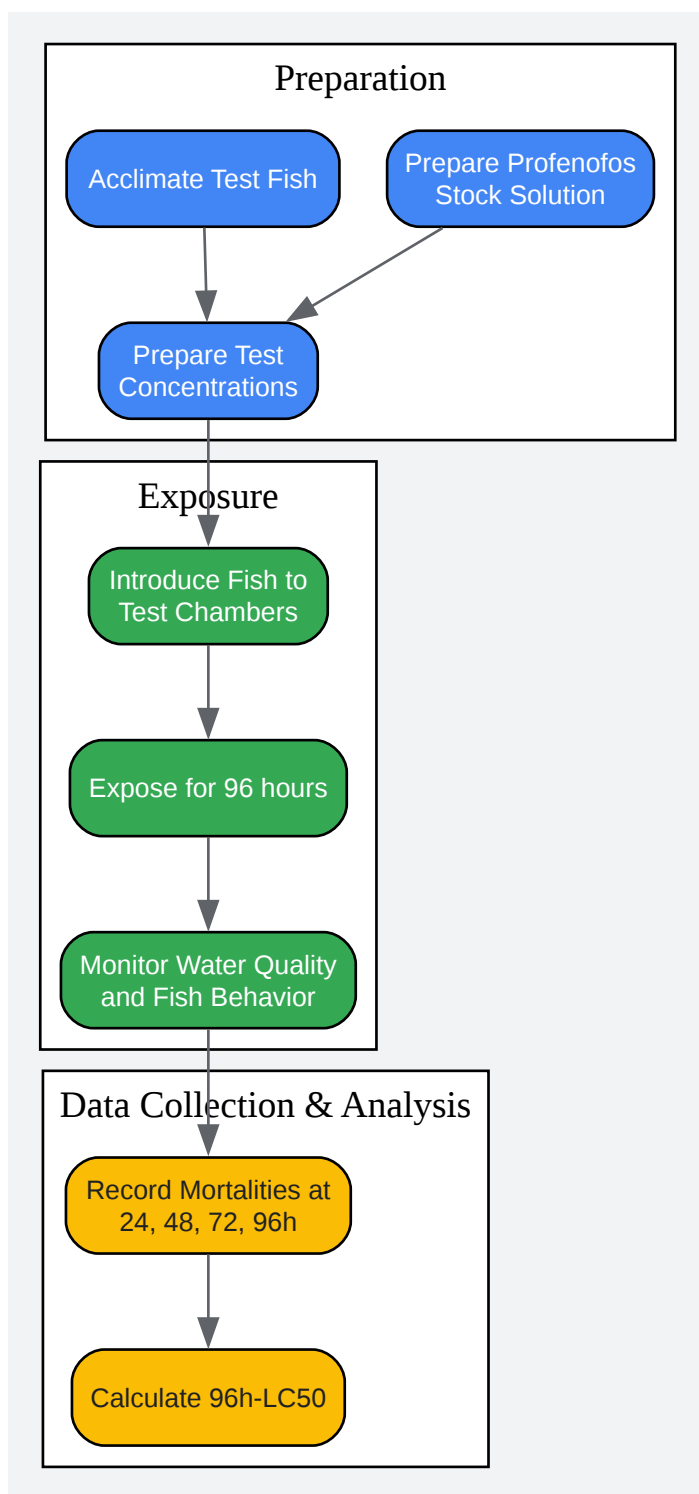 Preparation
Acclimate Test Fish
Prepare Profenofos
Stock Solution
Prepare Test
Concentrations
Exposure
Introduce Fish to
Test Chambers
Expose for 96 hours
Monitor Water Quality
and Fish Behavior
Data Collection & Analysis
Record Mortalities at
24, 48, 72, 96h
Calculate 96h-LC50